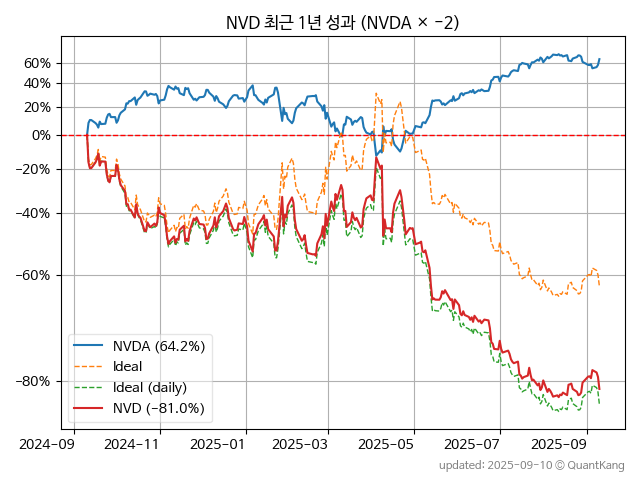 NVD 최근 1년 성과 (NVDA × −2)
60%
40%
20%
0%
−20%
−40%
−60%
−80%
NVDA (64.2%)
Ideal
Ideal (daily)
NVD (−81.0%)
2024−09
2024−11
2025−01
2025−03
2025−05
2025−07
2025−09
updated: 2025−09−10 © QuantKang